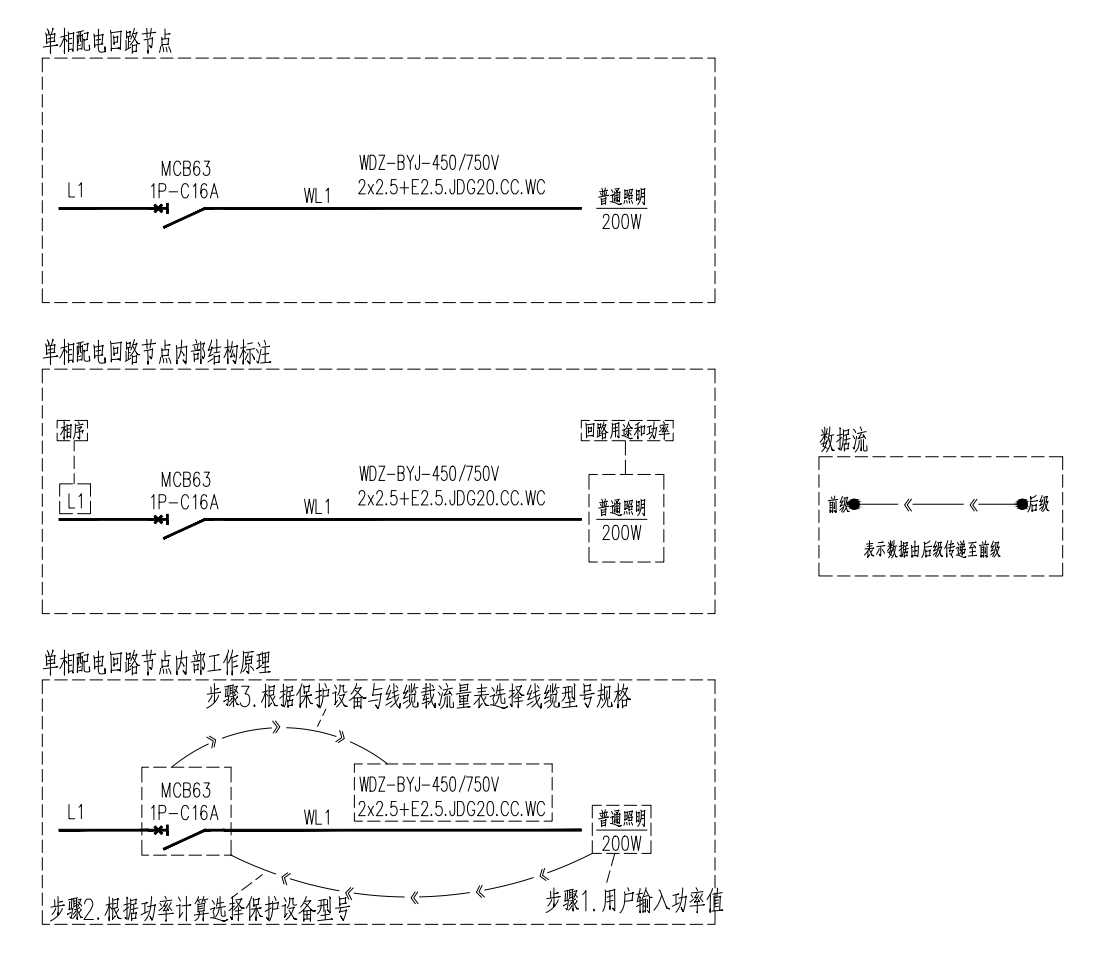 单相配电回路节点
MCB63
WDZ-BYJ-450/750V
L1
1P-C16A
WL1
2x2.5+E2.5.JDG20.CC.WC
普通照明
200W
单相配电回路节点内部结构标注
相序
回路用途和功率
MCB63
WDZ-BYJ-450/750V
L1
1P-C16A
WL1
2x2.5+E2.5.JDG20.CC.WC
普通照明
200W
数据流
前级
后级
表示数据由后级传递至前级
单相配电回路节点内部工作原理
步骤3.根据保护设备与线缆载流量表选择线缆型号规格
MCB63
WDZ-BYJ-450/750V
L1
1P-C16A
WL1
2x2.5+E2.5.JDG20.CC.WC
普通照明
200W
步骤2.根据功率计算选择保护设备型号
步骤1.用户输入功率值